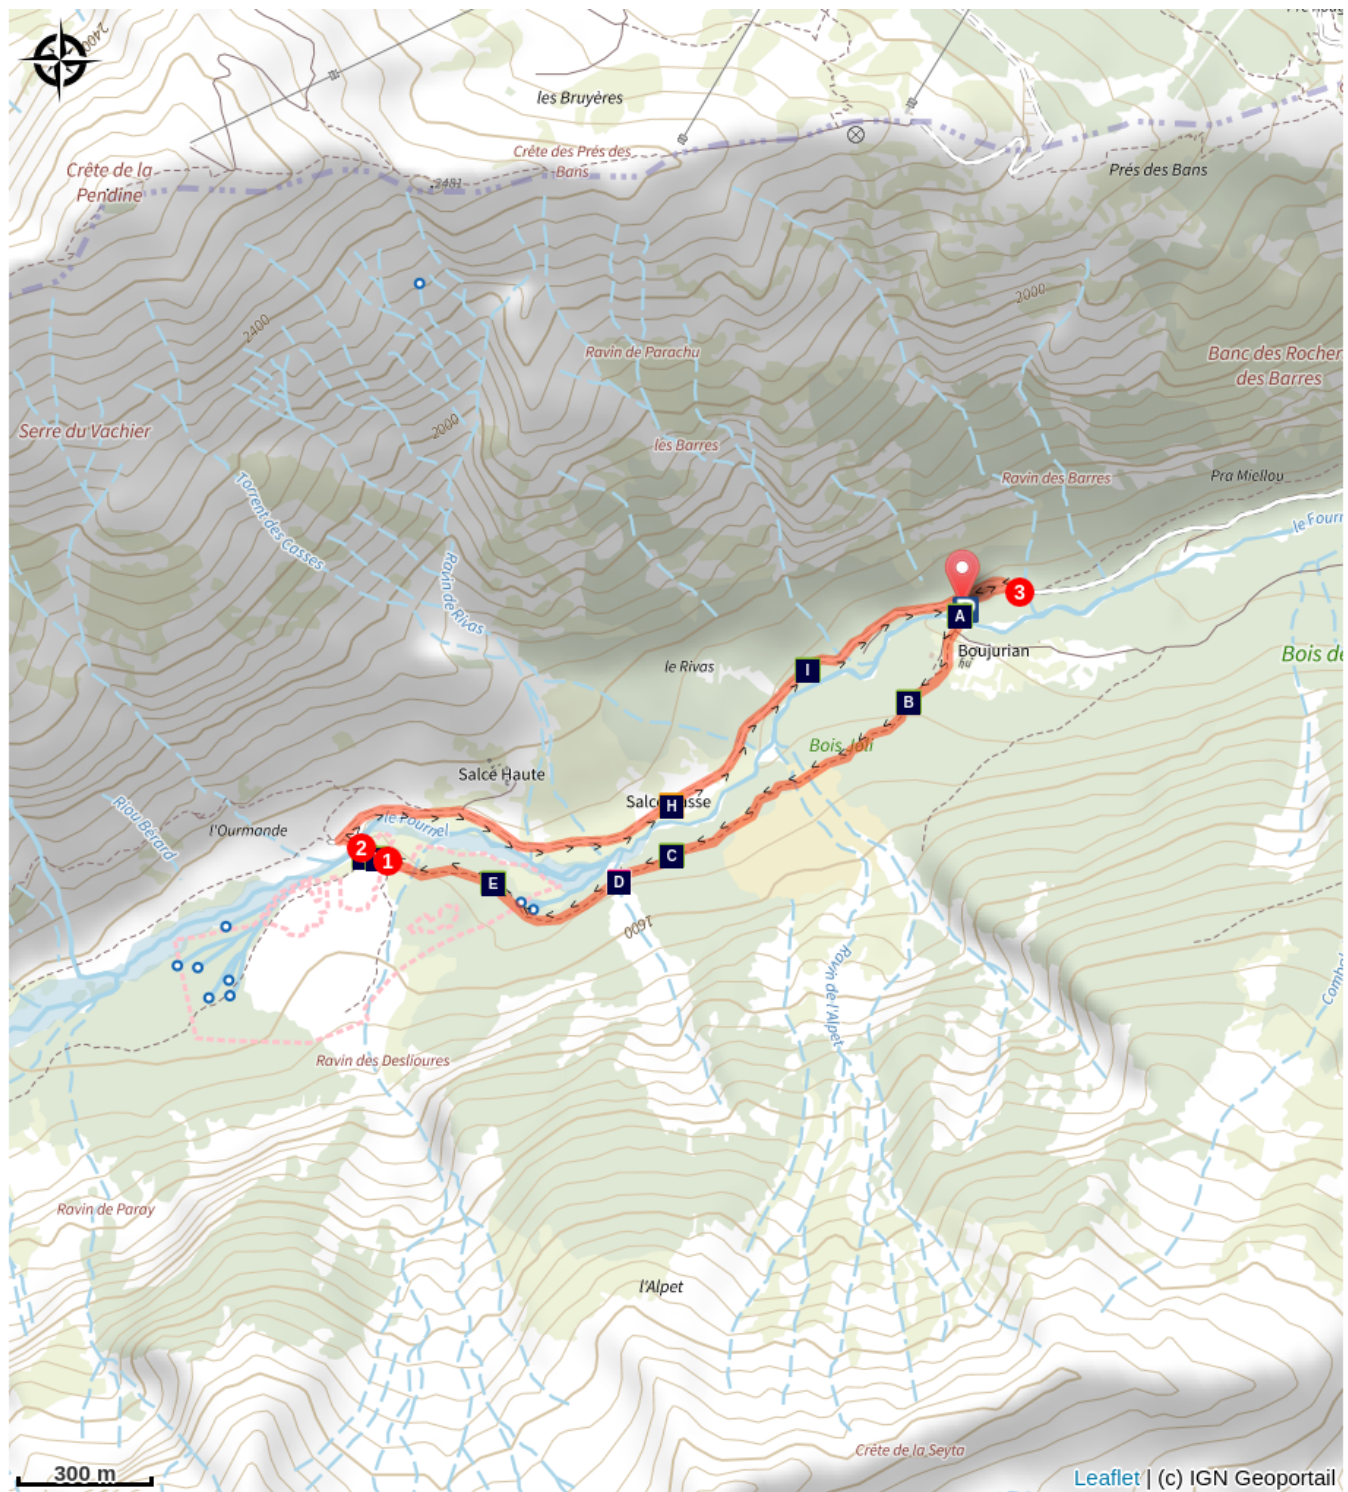 2400
les Bruyères
Crête des Prés des
Bans
Crête de la
Pendine
2481
Prés des Bans
2000
2400
Ravin de Parachu
Banc des Rocher
des Barres
Serre du Vachier
2000
les Barres
Ravin des Barres
Pra Miellou
Torrent des Casses
le Fourn
Ravin de Rivas
3
A
Boujurian
Bois de
le Rivas
I
B
Bois Joli
Salce Haute
Riou Bérard
l'Ourmande
le Fournel
H
2
1
C
D
E
1600
Ravin de l'Alpet
Combe
Ravin des Deslioures
Ravin de Paray
l'Alpet
Crête de la Seyta
300 m
Leaflet | (c) IGN Geoportail